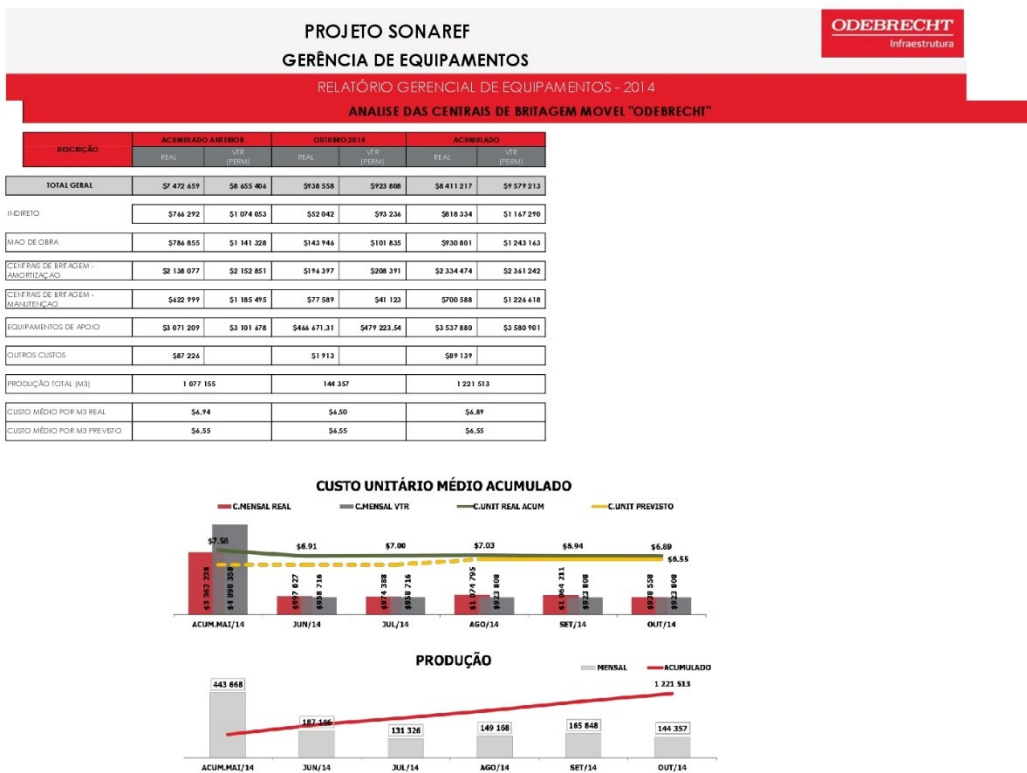 PROJETO SONAREF
GERÊNCIA DE EQUIPAMENTOS
ODEBRECHT
Infraestrutura
RELATÓRIO GERENCIAL DE EQUIPAMENTOS - 2014
ANALISE DAS CENTRAIS DE BRITAGEM MOVEL "ODEBRECHT"
DESCRIÇÃO ACUMULADO ANTERIOR OUTUBRO.2014 ACUMULADO
REAL VTR (PERM) REAL VTR (PERM) REAL VTR (PERM)
TOTAL GERAL $7 472 659 $8 655 406 $938 558 $923 808 $8 411 217 $9 579 213
INDIRETO $766 292 $1 074 053 $52 042 $93 236 $818 334 $1 167 290
MAO DE OBRA $786 855 $1 141 328 $143 946 $101 835 $930 801 $1 243 163
CENTRAIS DE BRITAGEM - AMORTIZAÇAO $2 138 077 $2 152 851 $196 397 $208 391 $2 334 474 $2 361 242
CENTRAIS DE BRITAGEM - MANUTENÇAO $622 999 $1 185 495 $77 589 $41 123 $700 588 $1 226 618
EQUIPAMENTOS DE APOIO $3 071 209 $3 101 678 $466 671,31 $479 223,54 $3 537 880 $3 580 901
OUTROS CUSTOS $87 226 $1 913 $89 139
PRODUÇÃO TOTAL (M3) 1 077 155 144 357 1 221 513
CUSTO MÉDIO POR M3 REAL $6,94 $6,50 $6,89
CUSTO MÉDIO POR M3 PREVISTO $6,55 $6,55 $6,55
CUSTO UNITÁRIO MÉDIO ACUMULADO
C.MENSAL REAL C.MENSAL VTR C.UNIT REAL ACUM C.UNIT PREVISTO
$7.58 $6.91 $7.00 $7.03 $6.94 $6.89
$6.55
$3 362 238 $4 890 358 $897 027 $958 716 $974 388 $958 716 $1 074 795 $923 808 $1 064 211 $923 808 $938 558 $923 808
ACUM.MAI/14 JUN/14 JUL/14 AGO/14 SET/14 OUT/14
PRODUÇÃO
MENSAL ACUMULADO
443 668 187 146 131 326 149 168 165 848 144 357
1 221 513
ACUM.MAI/14 JUN/14 JUL/14 AGO/14 SET/14 OUT/14